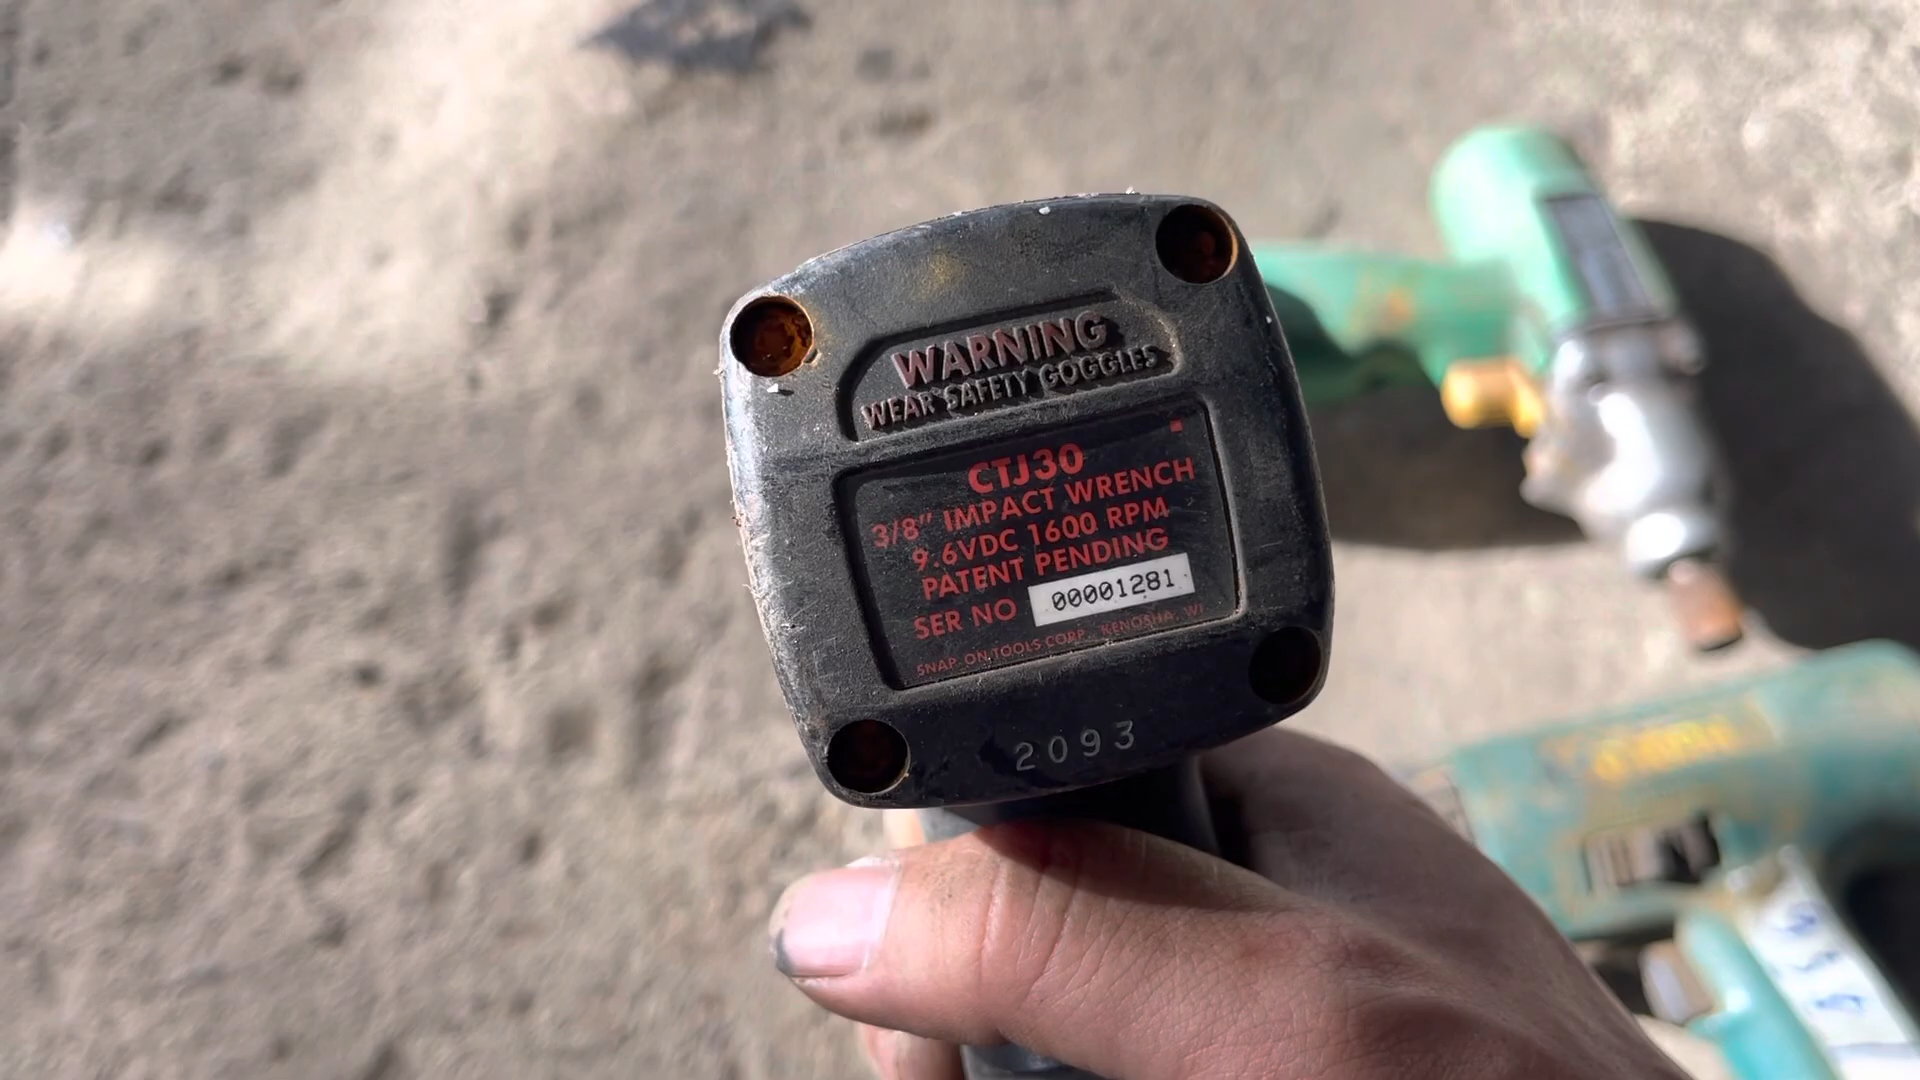 WARNING
WEAR SAFETY GOGGLES
CTJ30
3/8" IMPACT WRENCH
9.6VDC 1600 RPM
PATENT PENDING
SER NO 00001281
SNAP-ON TOOLS CORP., KENOSHA, WI.
2093